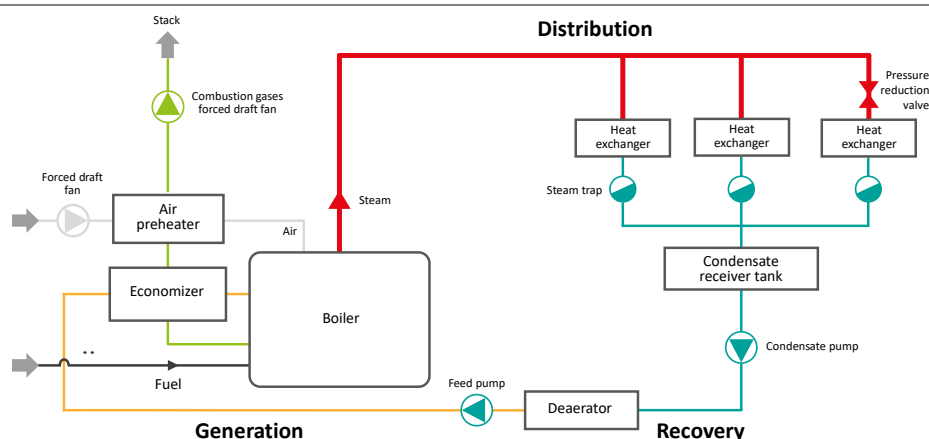 Stack
Distribution
Combustion gases
forced draft fan
Pressure
reduction
valve
Heat
exchanger
Heat
exchanger
Heat
exchanger
Forced draft
fan
Steam trap
Air
preheater
Steam
Air
Condensate
receiver tank
Economizer
Boiler
Condensate pump
Fuel
Feed pump
Deaerator
Generation
Recovery